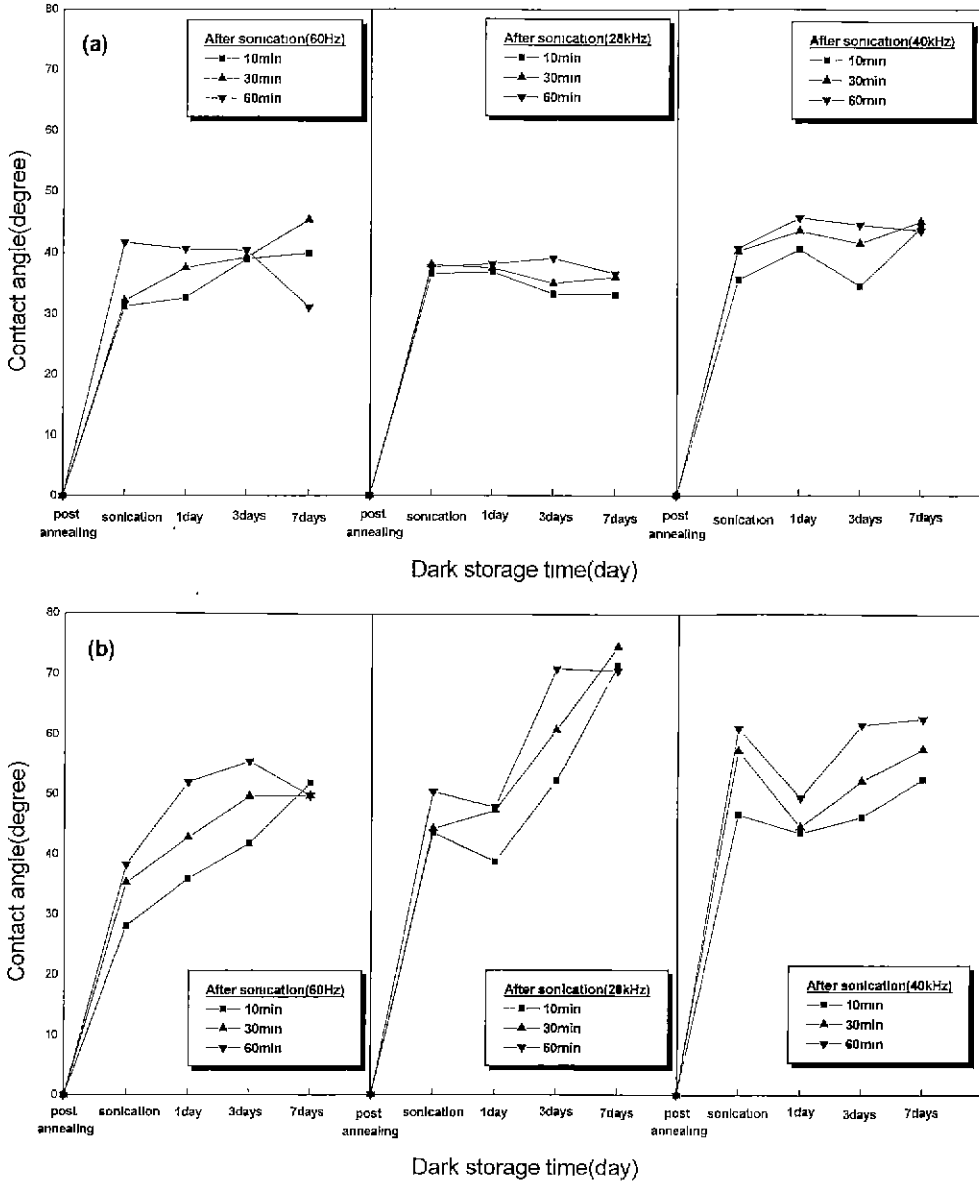 (a)
After sonication(60Hz)
10min
30min
60min
After sonication(28kHz)
10min
30min
60min
After sonication(40kHz)
10min
30min
60min
Contact angle(degree)
80
70
60
50
40
30
20
10
0
post annealing
sonication
1day
3days
7days
post annealing
sonication
1day
3days
7days
post annealing
sonication
1day
3days
7days
Dark storage time(day)
(b)
After sonication(60Hz)
10min
30min
60min
After sonication(28kHz)
10min
30min
60min
After sonication(40kHz)
10min
30min
60min
Contact angle(degree)
80
70
60
50
40
30
20
10
0
post annealing
sonication
1day
3days
7days
post annealing
sonication
1day
3days
7days
post annealing
sonication
1day
3days
7days
Dark storage time(day)